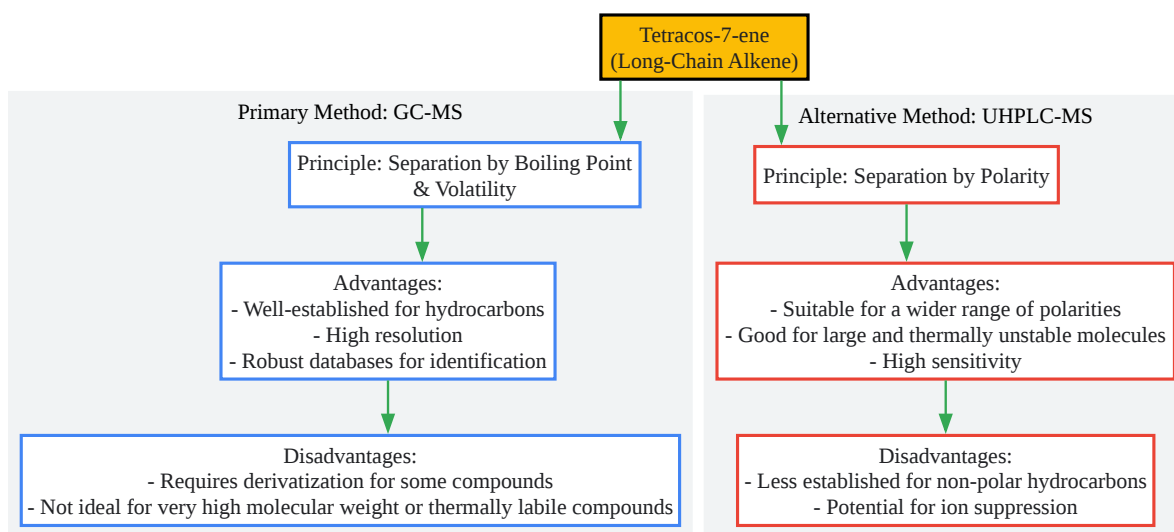 Tetracos-7-ene
(Long-Chain Alkene)
Primary Method: GC-MS
Principle: Separation by Boiling Point
& Volatility
Advantages:
- Well-established for hydrocarbons
- High resolution
- Robust databases for identification
Disadvantages:
- Requires derivatization for some compounds
- Not ideal for very high molecular weight or thermally labile compounds
Alternative Method: UHPLC-MS
Principle: Separation by Polarity
Advantages:
- Suitable for a wider range of polarities
- Good for large and thermally unstable molecules
- High sensitivity
Disadvantages:
- Less established for non-polar hydrocarbons
- Potential for ion suppression